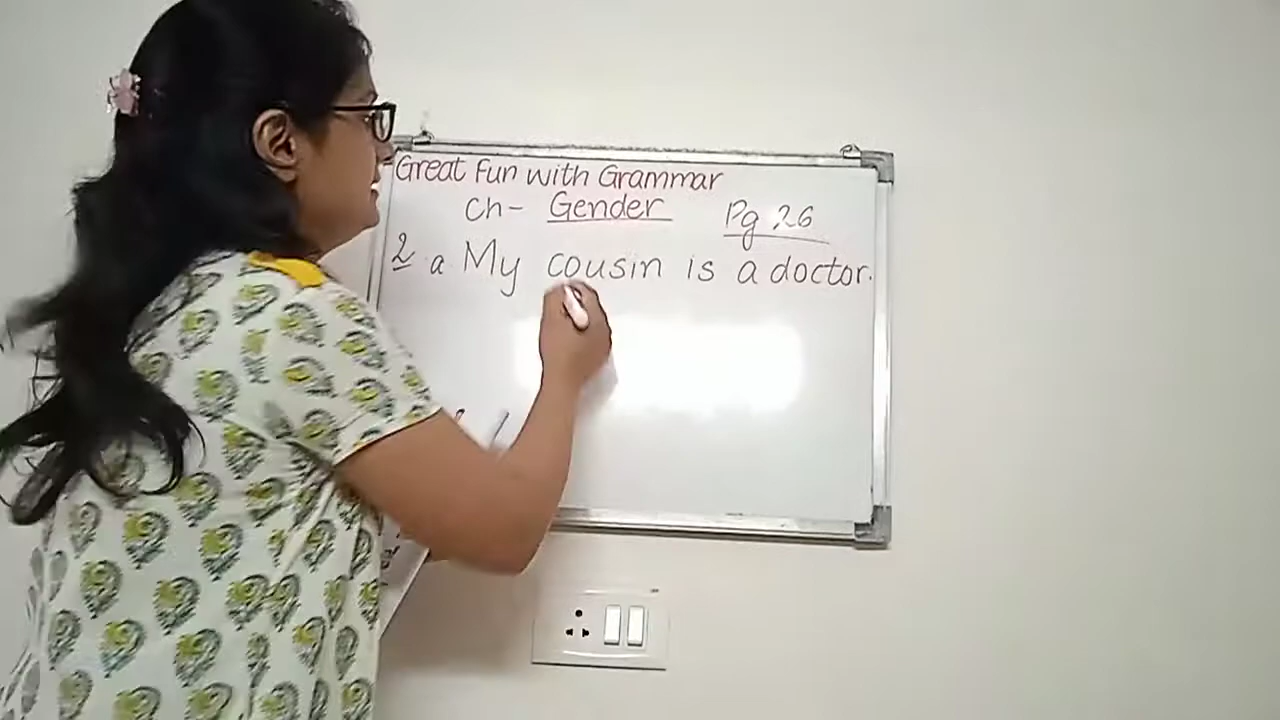 Great Fun with Grammar
Ch- Gender Pg 26
2 a My cousin is a doctor.